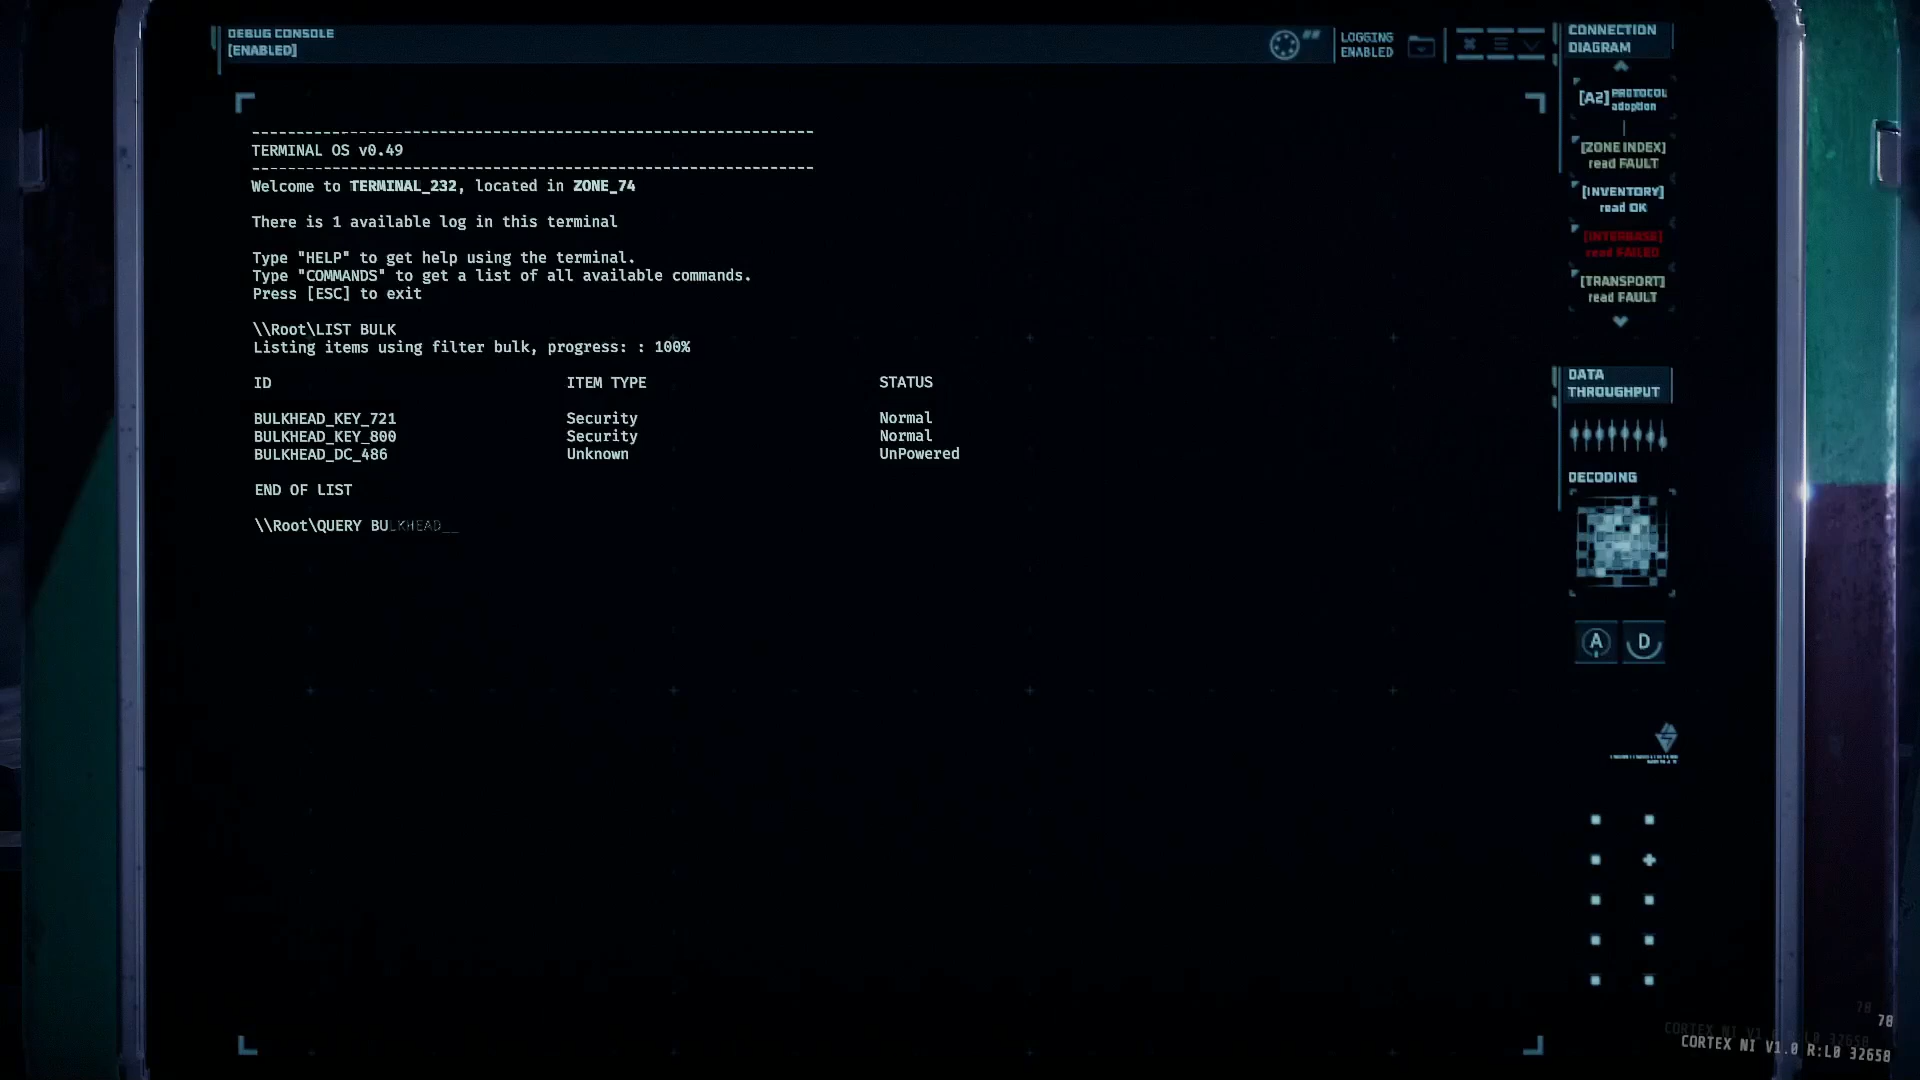 DEBUG CONSOLE
[ENABLED]
LOGGING
ENABLED
------------------------------------------------------------------
TERMINAL OS v0.49
------------------------------------------------------------------
Welcome to TERMINAL_232, located in ZONE_74
There is 1 available log in this terminal
Type "HELP" to get help using the terminal.
Type "COMMANDS" to get a list of all available commands.
Press [ESC] to exit
\\Root\LIST BULK
Listing items using filter bulk, progress: : 100%
ID ITEM TYPE STATUS
BULKHEAD_KEY_721 Security Normal
BULKHEAD_KEY_800 Security Normal
BULKHEAD_DC_486 Unknown UnPowered
END OF LIST
\\Root\QUERY BULKHEAD__
CONNECTION
DIAGRAM
[A2] PROTOCOL
adoption
[ZONE INDEX]
read FAULT
[INVENTORY]
read OK
[INTERBASE]
read FAILED
[TRANSPORT]
read FAULT
DATA
THROUGHPUT
DECODING
A D
78
CORTEX NI V1.0 R:L0 32658